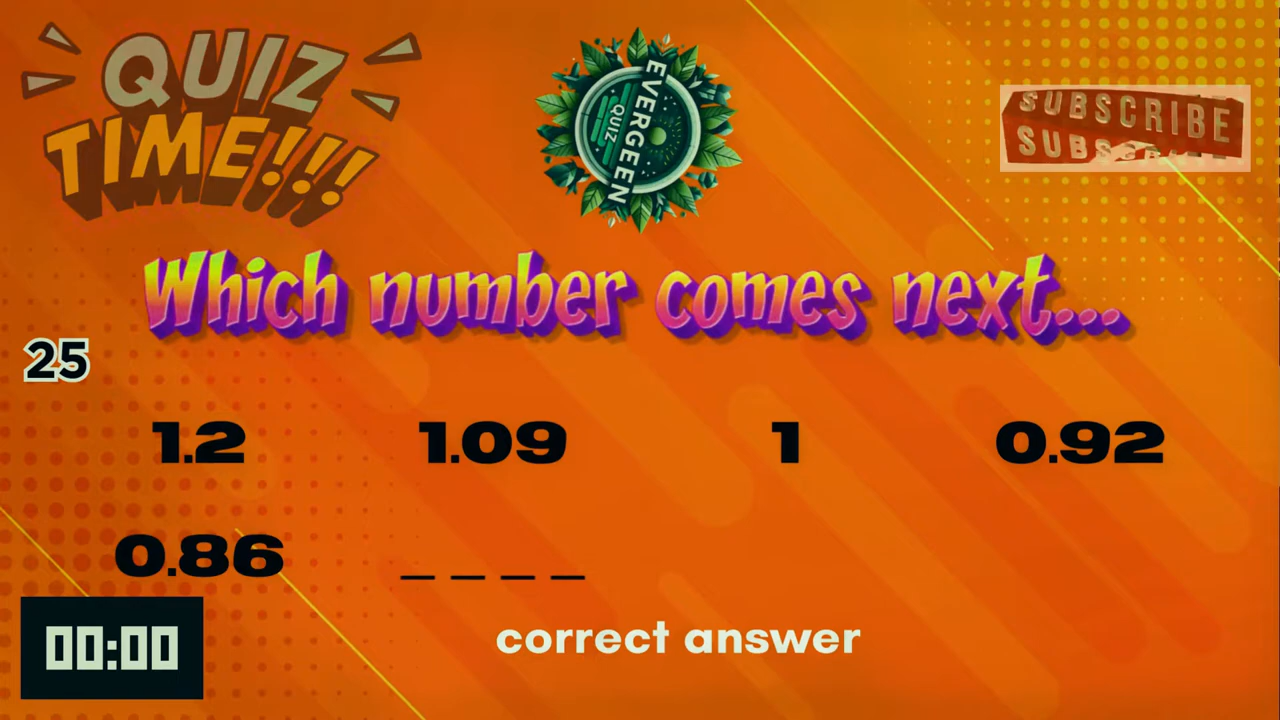 QUIZ
TIME!!!
EVERGEEN
QUIZ
SUBSCRIBE
Which number comes next...
25
1.2 1.09 1 0.92
0.86 _ _ _ _
00:00
correct answer